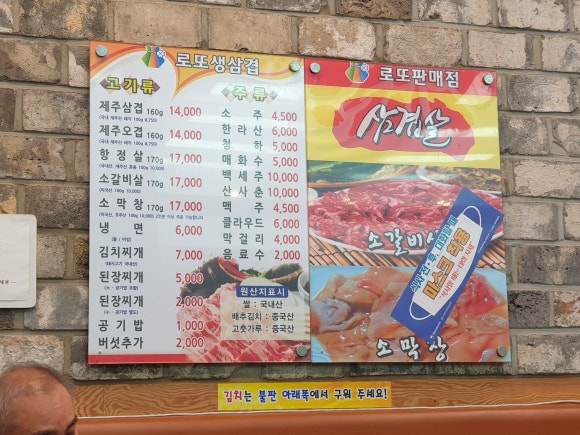 로또생삼겹
고기류
제주삼겹 160g 14,000
제주오겹 160g 14,000
항정살 170g 17,000
소갈비살 170g 17,000
소막창 170g 17,000
냉면 6,000
김치찌개 7,000
된장찌개 5,000
된장찌개 2,000
공기밥 1,000
버섯추가 2,000
주류
소주 4,500
한라산 6,000
청하 5,000
매화수 5,000
백세주 10,000
산사춘 10,000
맥주 4,500
클라우드 6,000
막걸리 4,000
음료수 2,000
원산지표시
쌀 : 국내산
배추김치 : 중국산
고춧가루 : 중국산
로또판매점
삼겹살
소갈비살
마스크 착용
소막창
김치는 불판 아래쪽에서 구워 주세요!